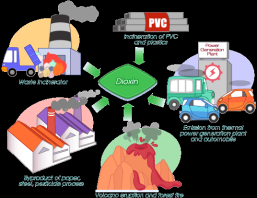 PVC
Incineration of PVC
and plastics
Power
Generation
Plant
Waste incinerator
Dioxin
Emission from thermal
power generation plant
and automobile
Byproduct of paper,
steel, pesticide process
Volcano eruption and forest fire